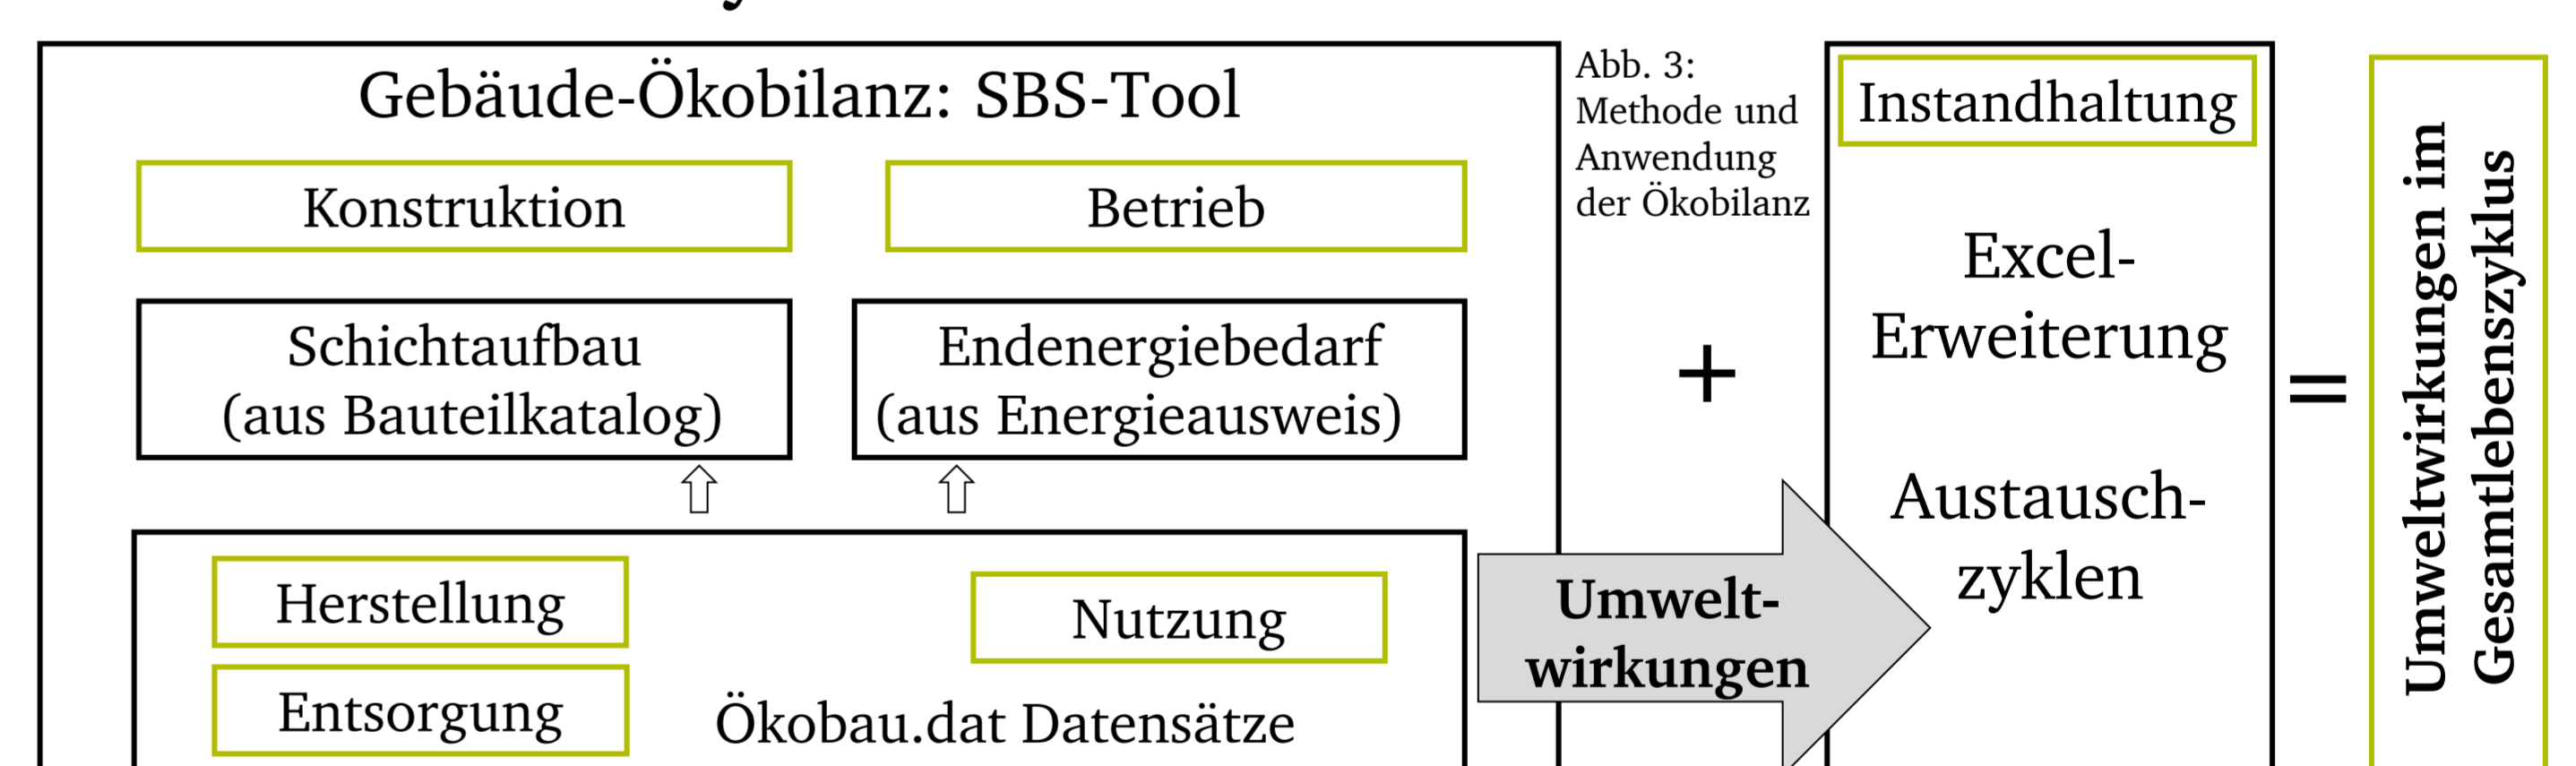 Gebäude-Ökobilanz: SBS-Tool
Konstruktion
Betrieb
Schichtaufbau
(aus Bauteilkatalog)
Endenergiebedarf
(aus Energieausweis)
Herstellung
Entsorgung
Nutzung
Ökobau.dat Datensätze
Abb. 3:
Methode und
Anwendung
der Ökobilanz
+
Umwelt-
wirkungen
Instandhaltung
Excel-
Erweiterung
Austausch-
zyklen
=
Umweltwirkungen im
Gesamtlebenszyklus